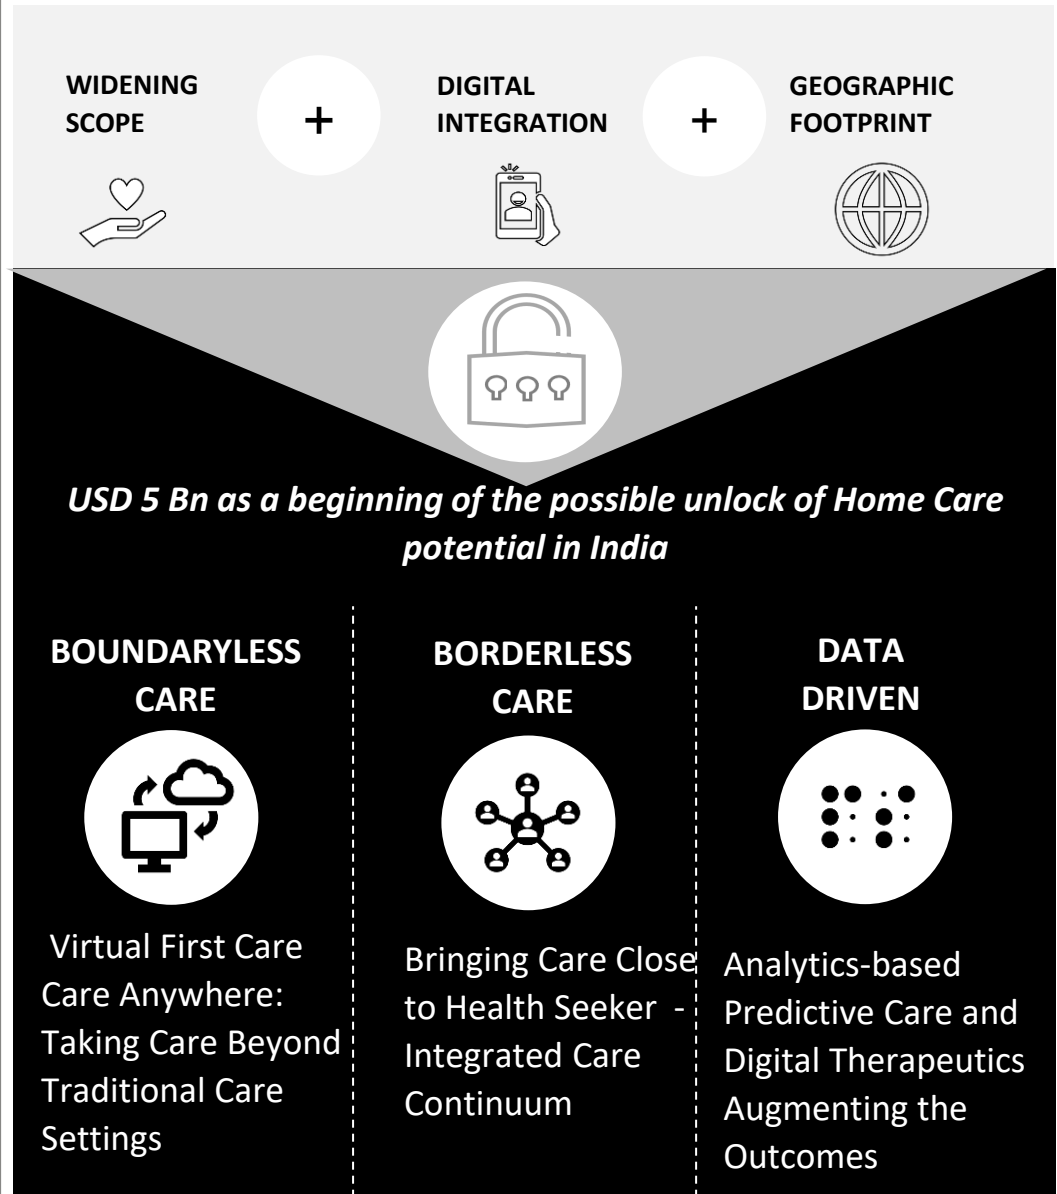 WIDENING
SCOPE
+
DIGITAL
INTEGRATION
+
GEOGRAPHIC
FOOTPRINT
USD 5 Bn as a beginning of the possible unlock of Home Care
potential in India
BOUNDARYLESS
CARE
Virtual First Care
Care Anywhere:
Taking Care Beyond
Traditional Care
Settings
BORDERLESS
CARE
Bringing Care Close
to Health Seeker -
Integrated Care
Continuum
DATA
DRIVEN
Analytics-based
Predictive Care and
Digital Therapeutics
Augmenting the
Outcomes